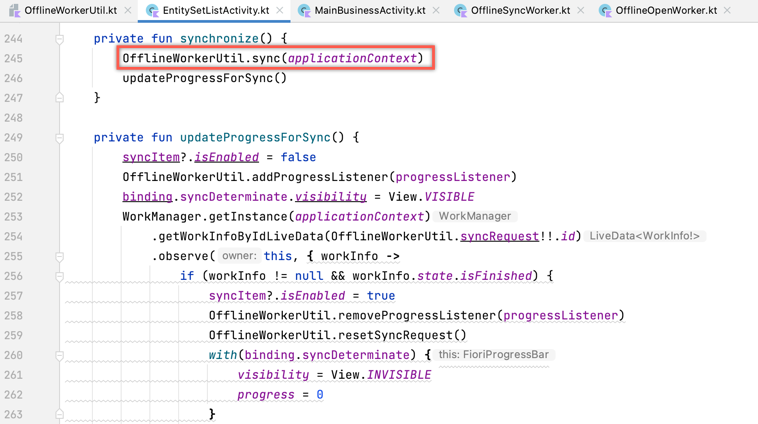 OfflineWorkerUtil.kt × EntitySetListActivity.kt × MainBusinessActivity.kt × OfflineSyncWorker.kt × OfflineOpenWorker.kt ×
244 private fun synchronize() {
245 OfflineWorkerUtil.sync(applicationContext)
246 updateProgressForSync()
247 }
248
249 private fun updateProgressForSync() {
250 syncItem?.isEnabled = false
251 OfflineWorkerUtil.addProgressListener(progressListener)
252 binding.syncDeterminate.visibility = View.VISIBLE
253 WorkManager.getInstance(applicationContext) WorkManager
254 .getWorkInfoByIdLiveData(OfflineWorkerUtil.syncRequest!!.id) LiveData<WorkInfo!>
255 .observe( owner: this, { workInfo ->
256 if (workInfo != null && workInfo.state.isFinished) {
257 syncItem?.isEnabled = true
258 OfflineWorkerUtil.removeProgressListener(progressListener)
259 OfflineWorkerUtil.resetSyncRequest()
260 with(binding.syncDeterminate) { this: FioriProgressBar
261 visibility = View.INVISIBLE
262 progress = 0
263 }